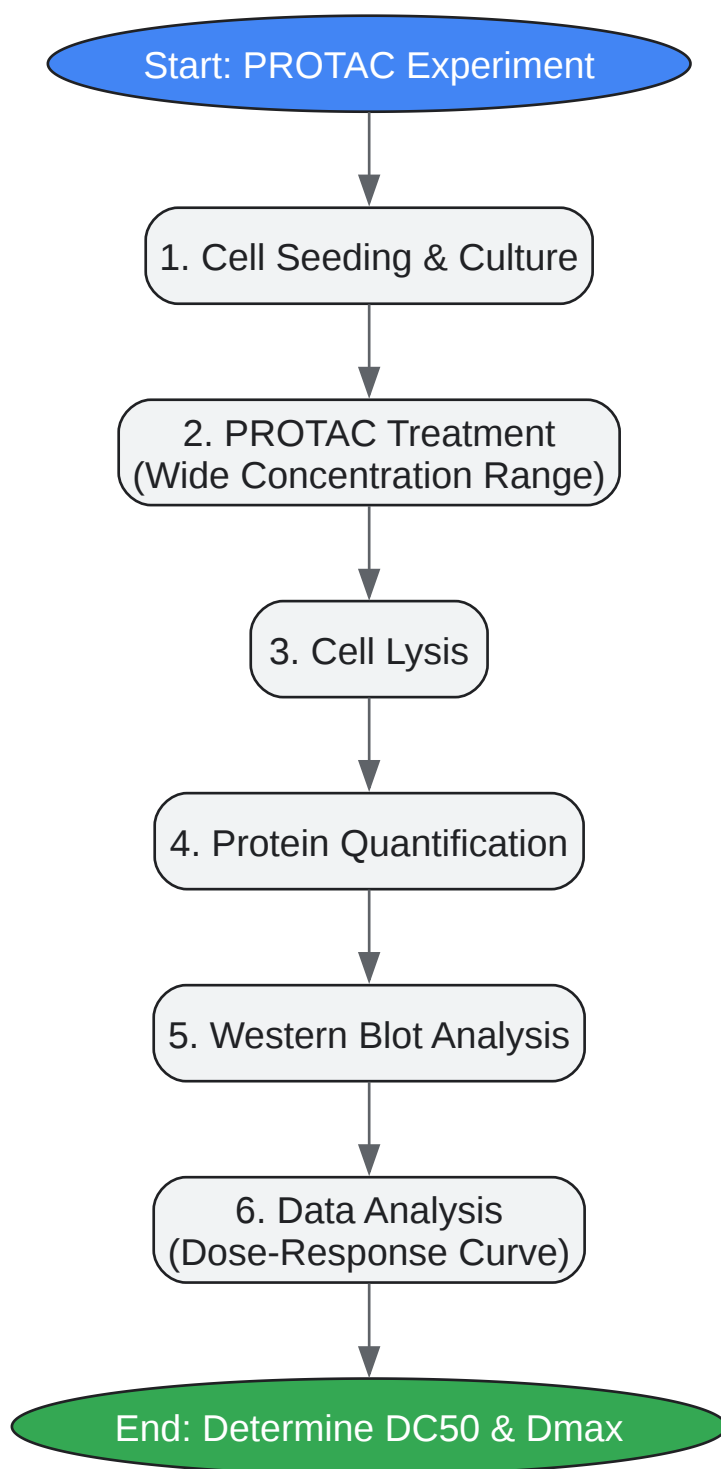 Start: PROTAC Experiment
1. Cell Seeding & Culture
2. PROTAC Treatment
(Wide Concentration Range)
3. Cell Lysis
4. Protein Quantification
5. Western Blot Analysis
6. Data Analysis
(Dose-Response Curve)
End: Determine DC50 & Dmax